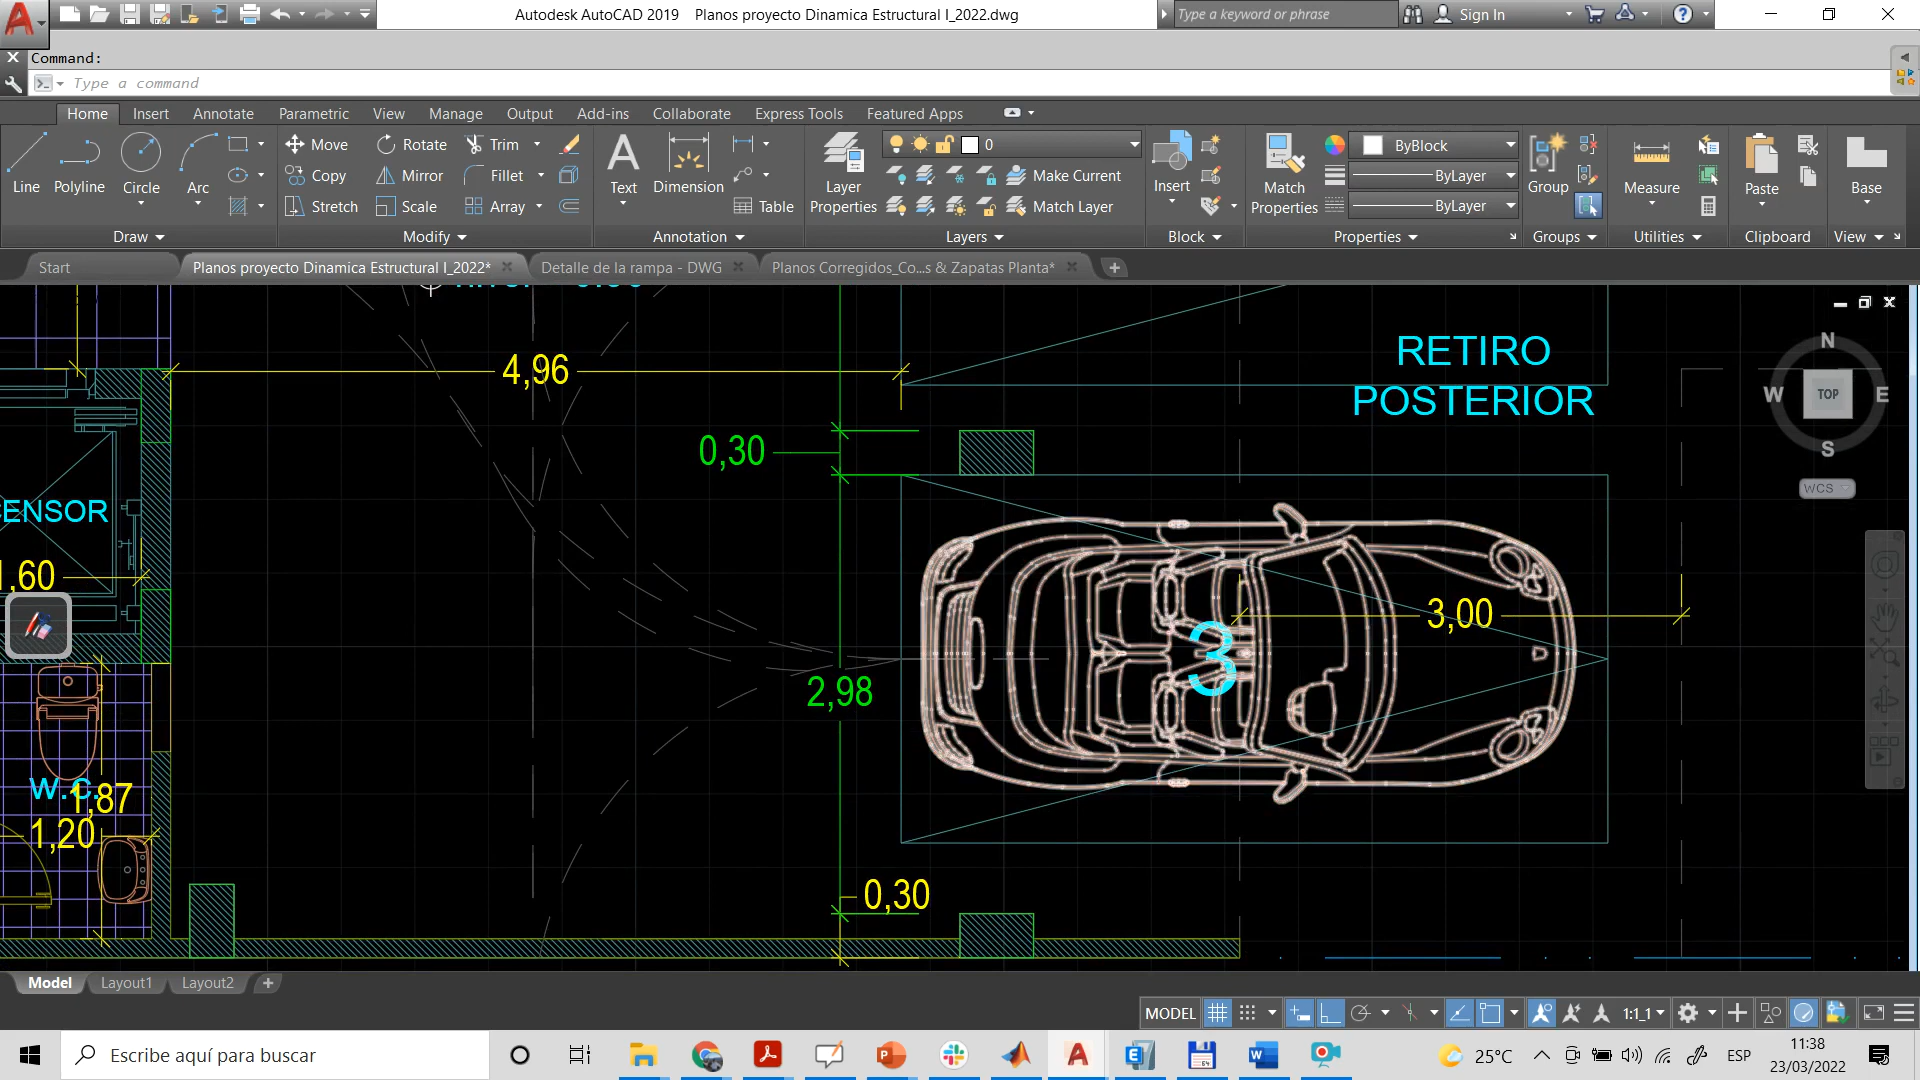 Autodesk AutoCAD 2019 Planos proyecto Dinamica Estructural I_2022.dwg
Type a keyword or phrase
Sign In
Command:
Type a command
Home Insert Annotate Parametric View Manage Output Add-ins Collaborate Express Tools Featured Apps
Line Polyline Circle Arc
Move Rotate Trim
Copy Mirror Fillet
Stretch Scale Array
Text Dimension Table
Layer Properties
0
Make Current
Match Layer
Insert
Match Properties
ByBlock
ByLayer
ByLayer
Group
Measure
Paste
Base
Draw Modify Annotation Layers Block Properties Groups Utilities Clipboard View
Start Planos proyecto Dinamica Estructural I_2022* Detalle de la rampa - DWG Planos Corregidos_Co...s & Zapatas Planta*
4,96
RETIRO
POSTERIOR
N
W TOP E
S
WCS
0,30
CENSOR
1,60
3,00
3
2,98
W.C.
1,87
1,20
0,30
Model Layout1 Layout2
MODEL 1:1_1
Escribe aquí para buscar
25°C ESP
11:38
23/03/2022